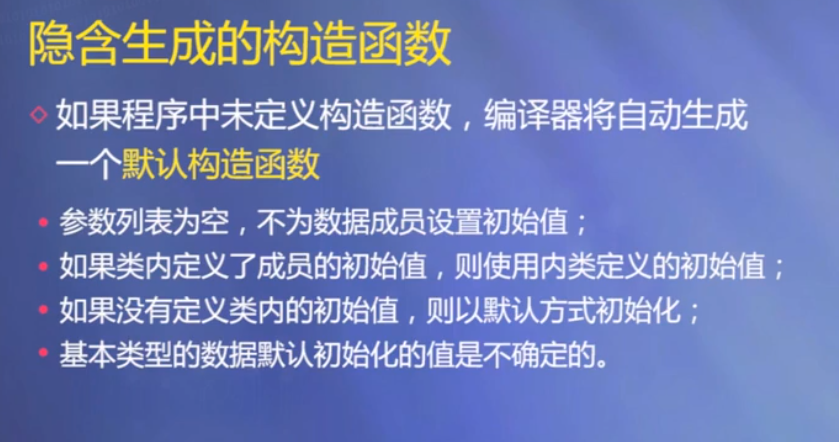 隐含生成的构造函数
如果程序中未定义构造函数，编译器将自动生成
一个默认构造函数
参数列表为空，不为数据成员设置初始值；
如果类内定义了成员的初始值，则使用内类定义的初始值；
如果没有定义类内的初始值，则以默认方式初始化；
基本类型的数据默认初始化的值是不确定的。